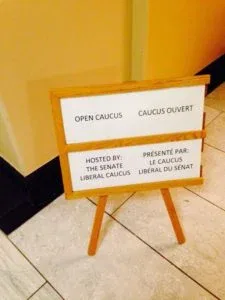 OPEN CAUCUS
CAUCUS OUVERT
HOSTED BY:
THE SENATE
LIBERAL CAUCUS
PRÉSENTÉ PAR:
LE CAUCUS
LIBÉRAL DU SÉNAT